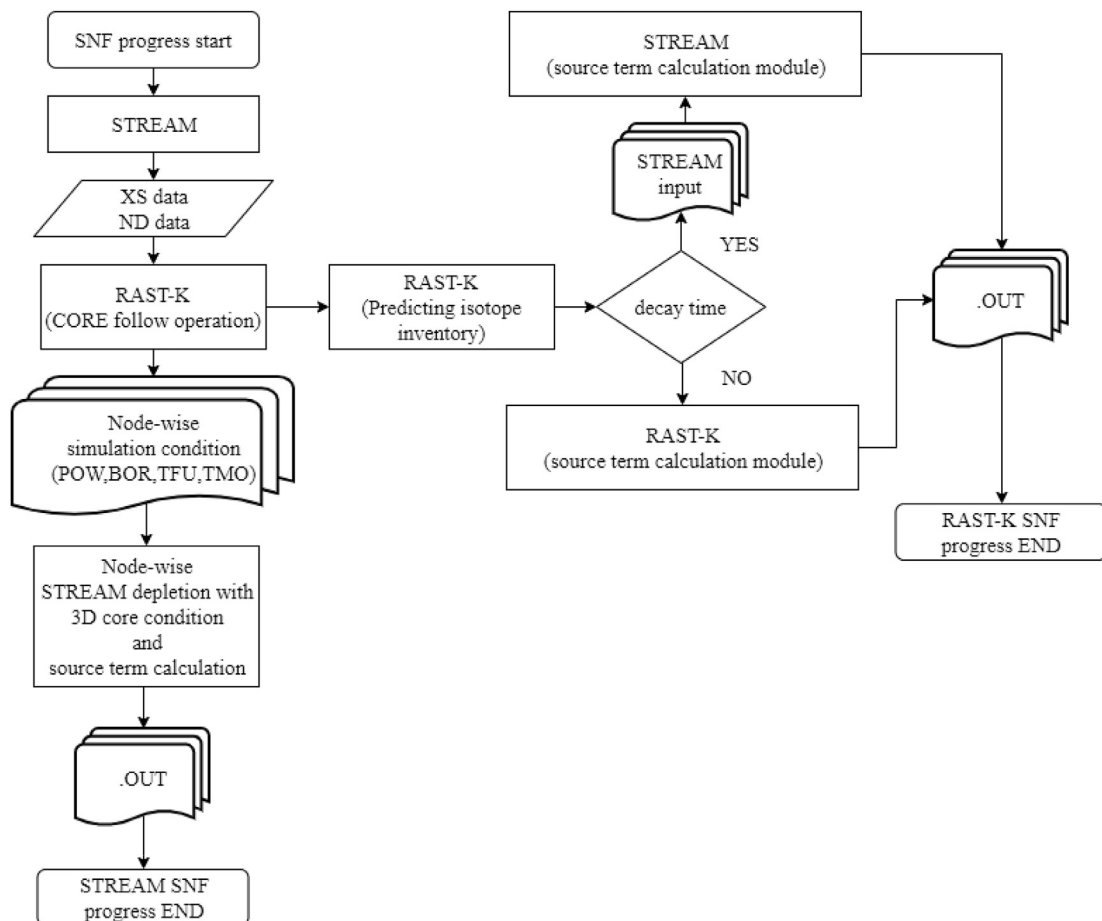 SNF progress start
STREAM
XS data
ND data
RAST-K
(CORE follow operation)
Node-wise
simulation condition
(POW,BOR,TFU,TMO)
Node-wise
STREAM depletion with
3D core condition
and
source term calculation
.OUT
STREAM SNF
progress END
RAST-K
(Predicting isotope
inventory)
decay time
YES
STREAM
input
STREAM
(source term calculation module)
NO
RAST-K
(source term calculation module)
.OUT
RAST-K SNF
progress END